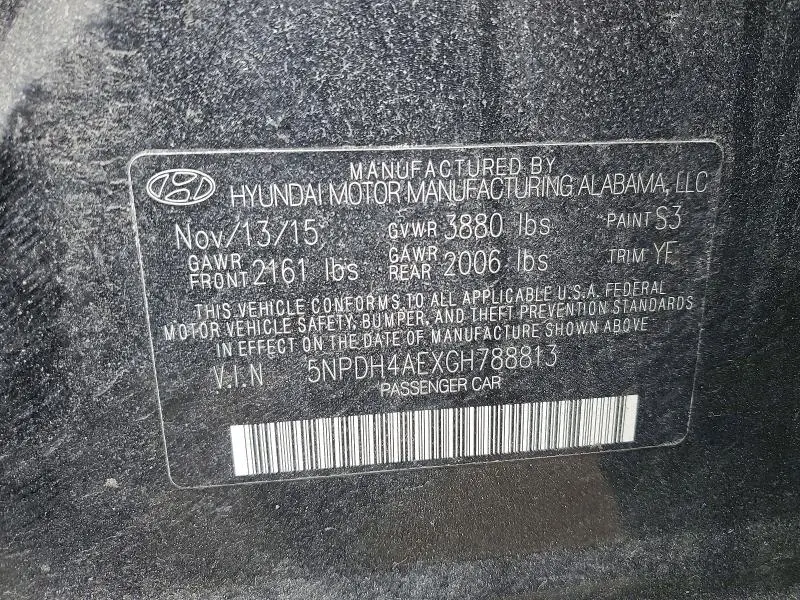 MANUFACTURED BY
HYUNDAI MOTOR MANUFACTURING ALABAMA, LLC
Nov/13/15 GVWR 3880 lbs PAINT S3
GAWR FRONT 2161 lbs GAWR REAR 2006 lbs TRIM YF
THIS VEHICLE CONFORMS TO ALL APPLICABLE U.S.A. FEDERAL
MOTOR VEHICLE SAFETY, BUMPER, AND THEFT PREVENTION STANDARDS
IN EFFECT ON THE DATE OF MANUFACTURE SHOWN ABOVE
V.I.N 5NPDH4AEXGH788813
PASSENGER CAR